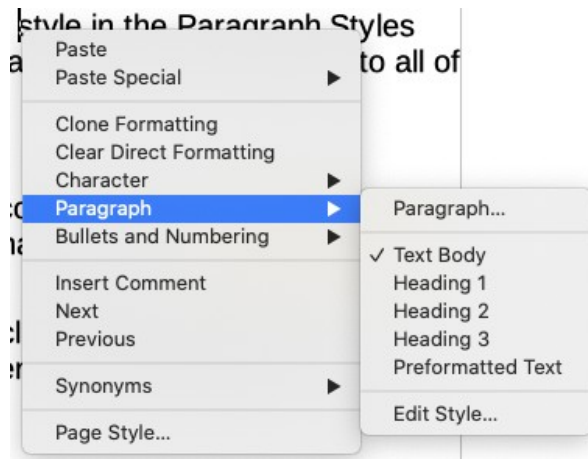 style in the Paragraph Styles
to all of
Paste
Paste Special
Clone Formatting
Clear Direct Formatting
Character
Paragraph
Bullets and Numbering
Insert Comment
Next
Previous
Synonyms
Page Style...
Paragraph...
✓ Text Body
Heading 1
Heading 2
Heading 3
Preformatted Text
Edit Style...